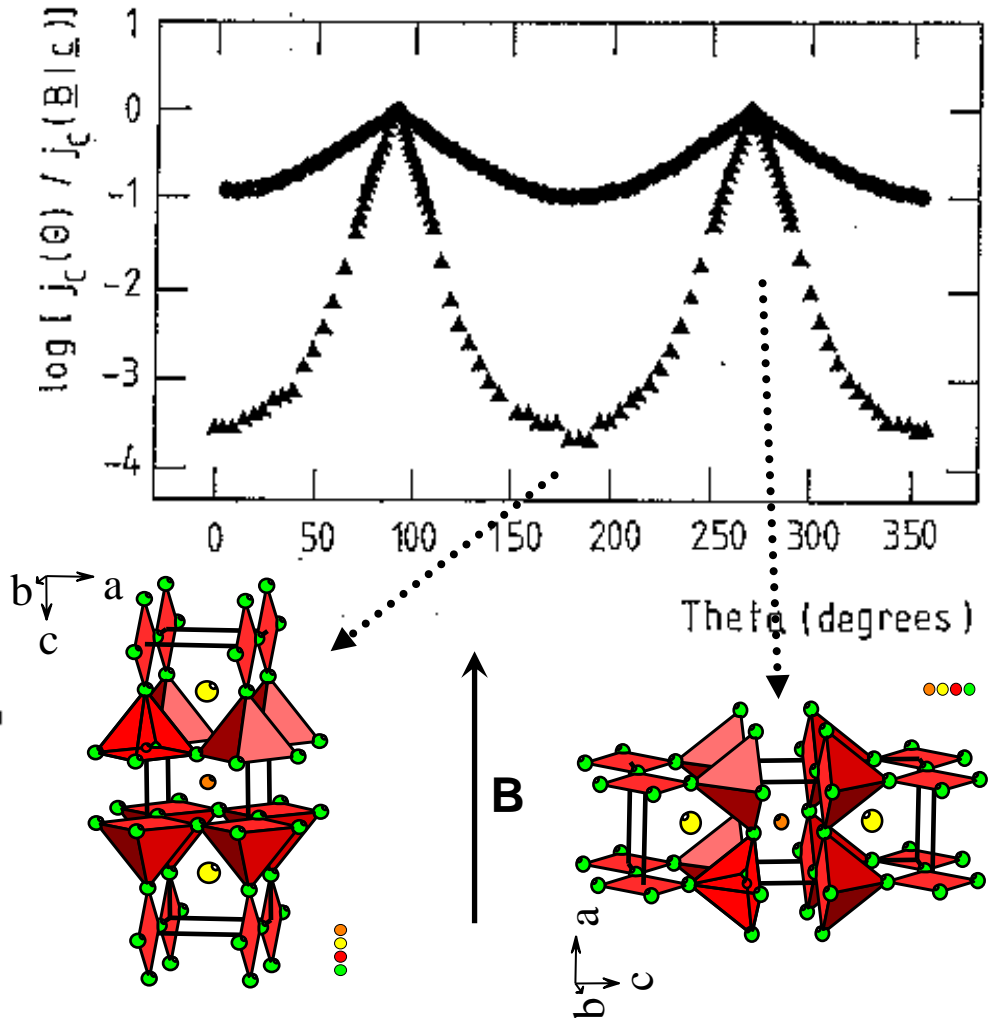 log [ j_c(Θ) / j_c(B | c)]
1
0
-1
-2
-3
-4
0 50 100 150 200 250 300 350
Theta (degrees)
b a
c
B
a
b c